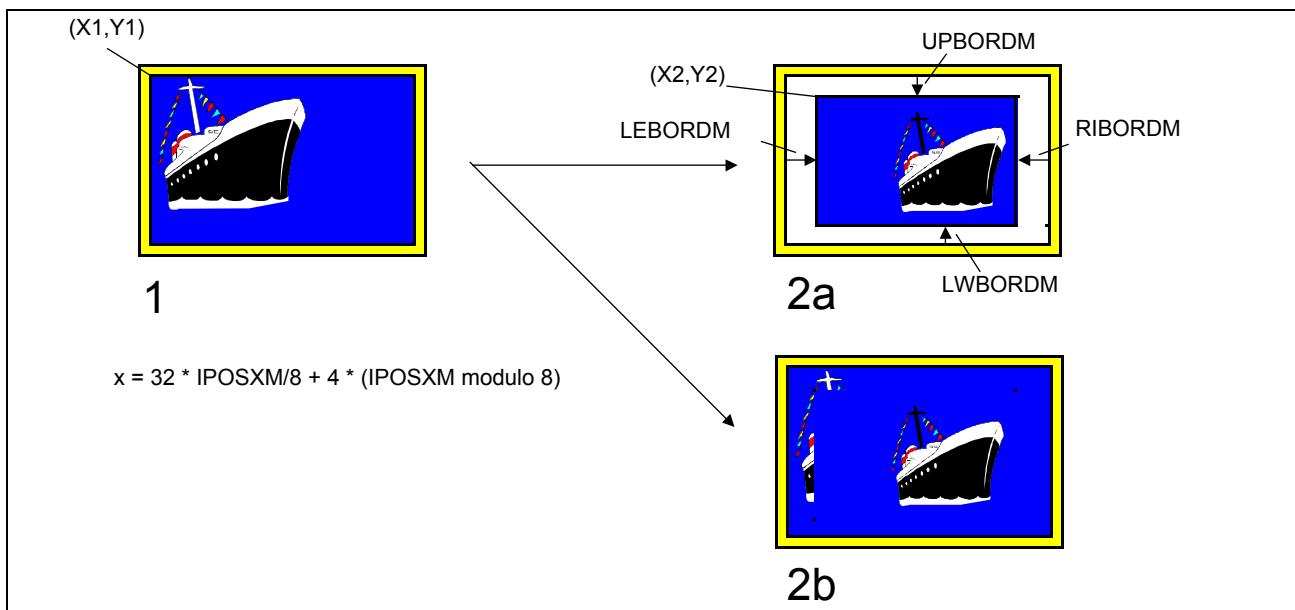 (X1,Y1)
UPBORDM
(X2,Y2)
LEBORDM
RIBORDM
LWBORDM
1
2a
x = 32 * IPOSXM/8 + 4 * (IPOSXM modulo 8)
2b